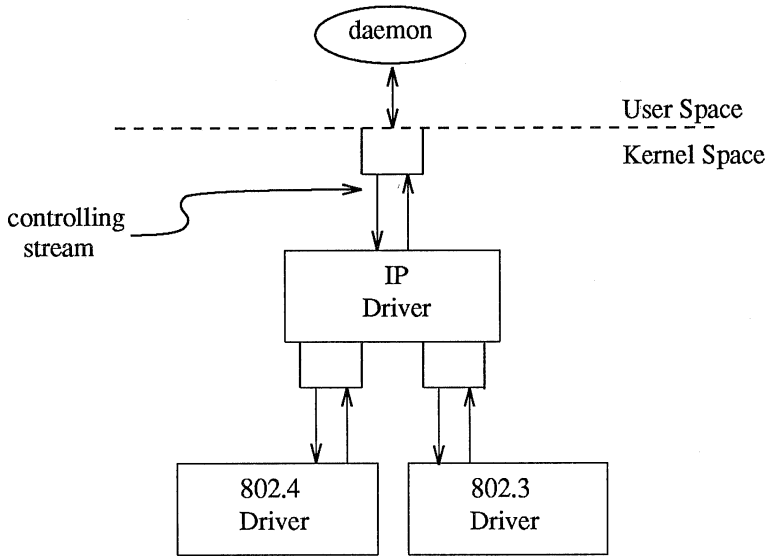 daemon
User Space
Kernel Space
controlling
stream
IP
Driver
802.4
Driver
802.3
Driver